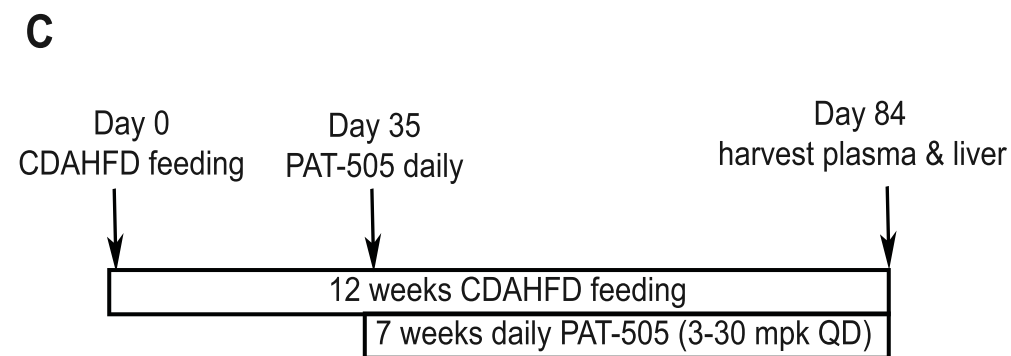 C
Day 0
CDAHFD feeding
Day 35
PAT-505 daily
Day 84
harvest plasma & liver
12 weeks CDAHFD feeding
7 weeks daily PAT-505 (3-30 mpk QD)